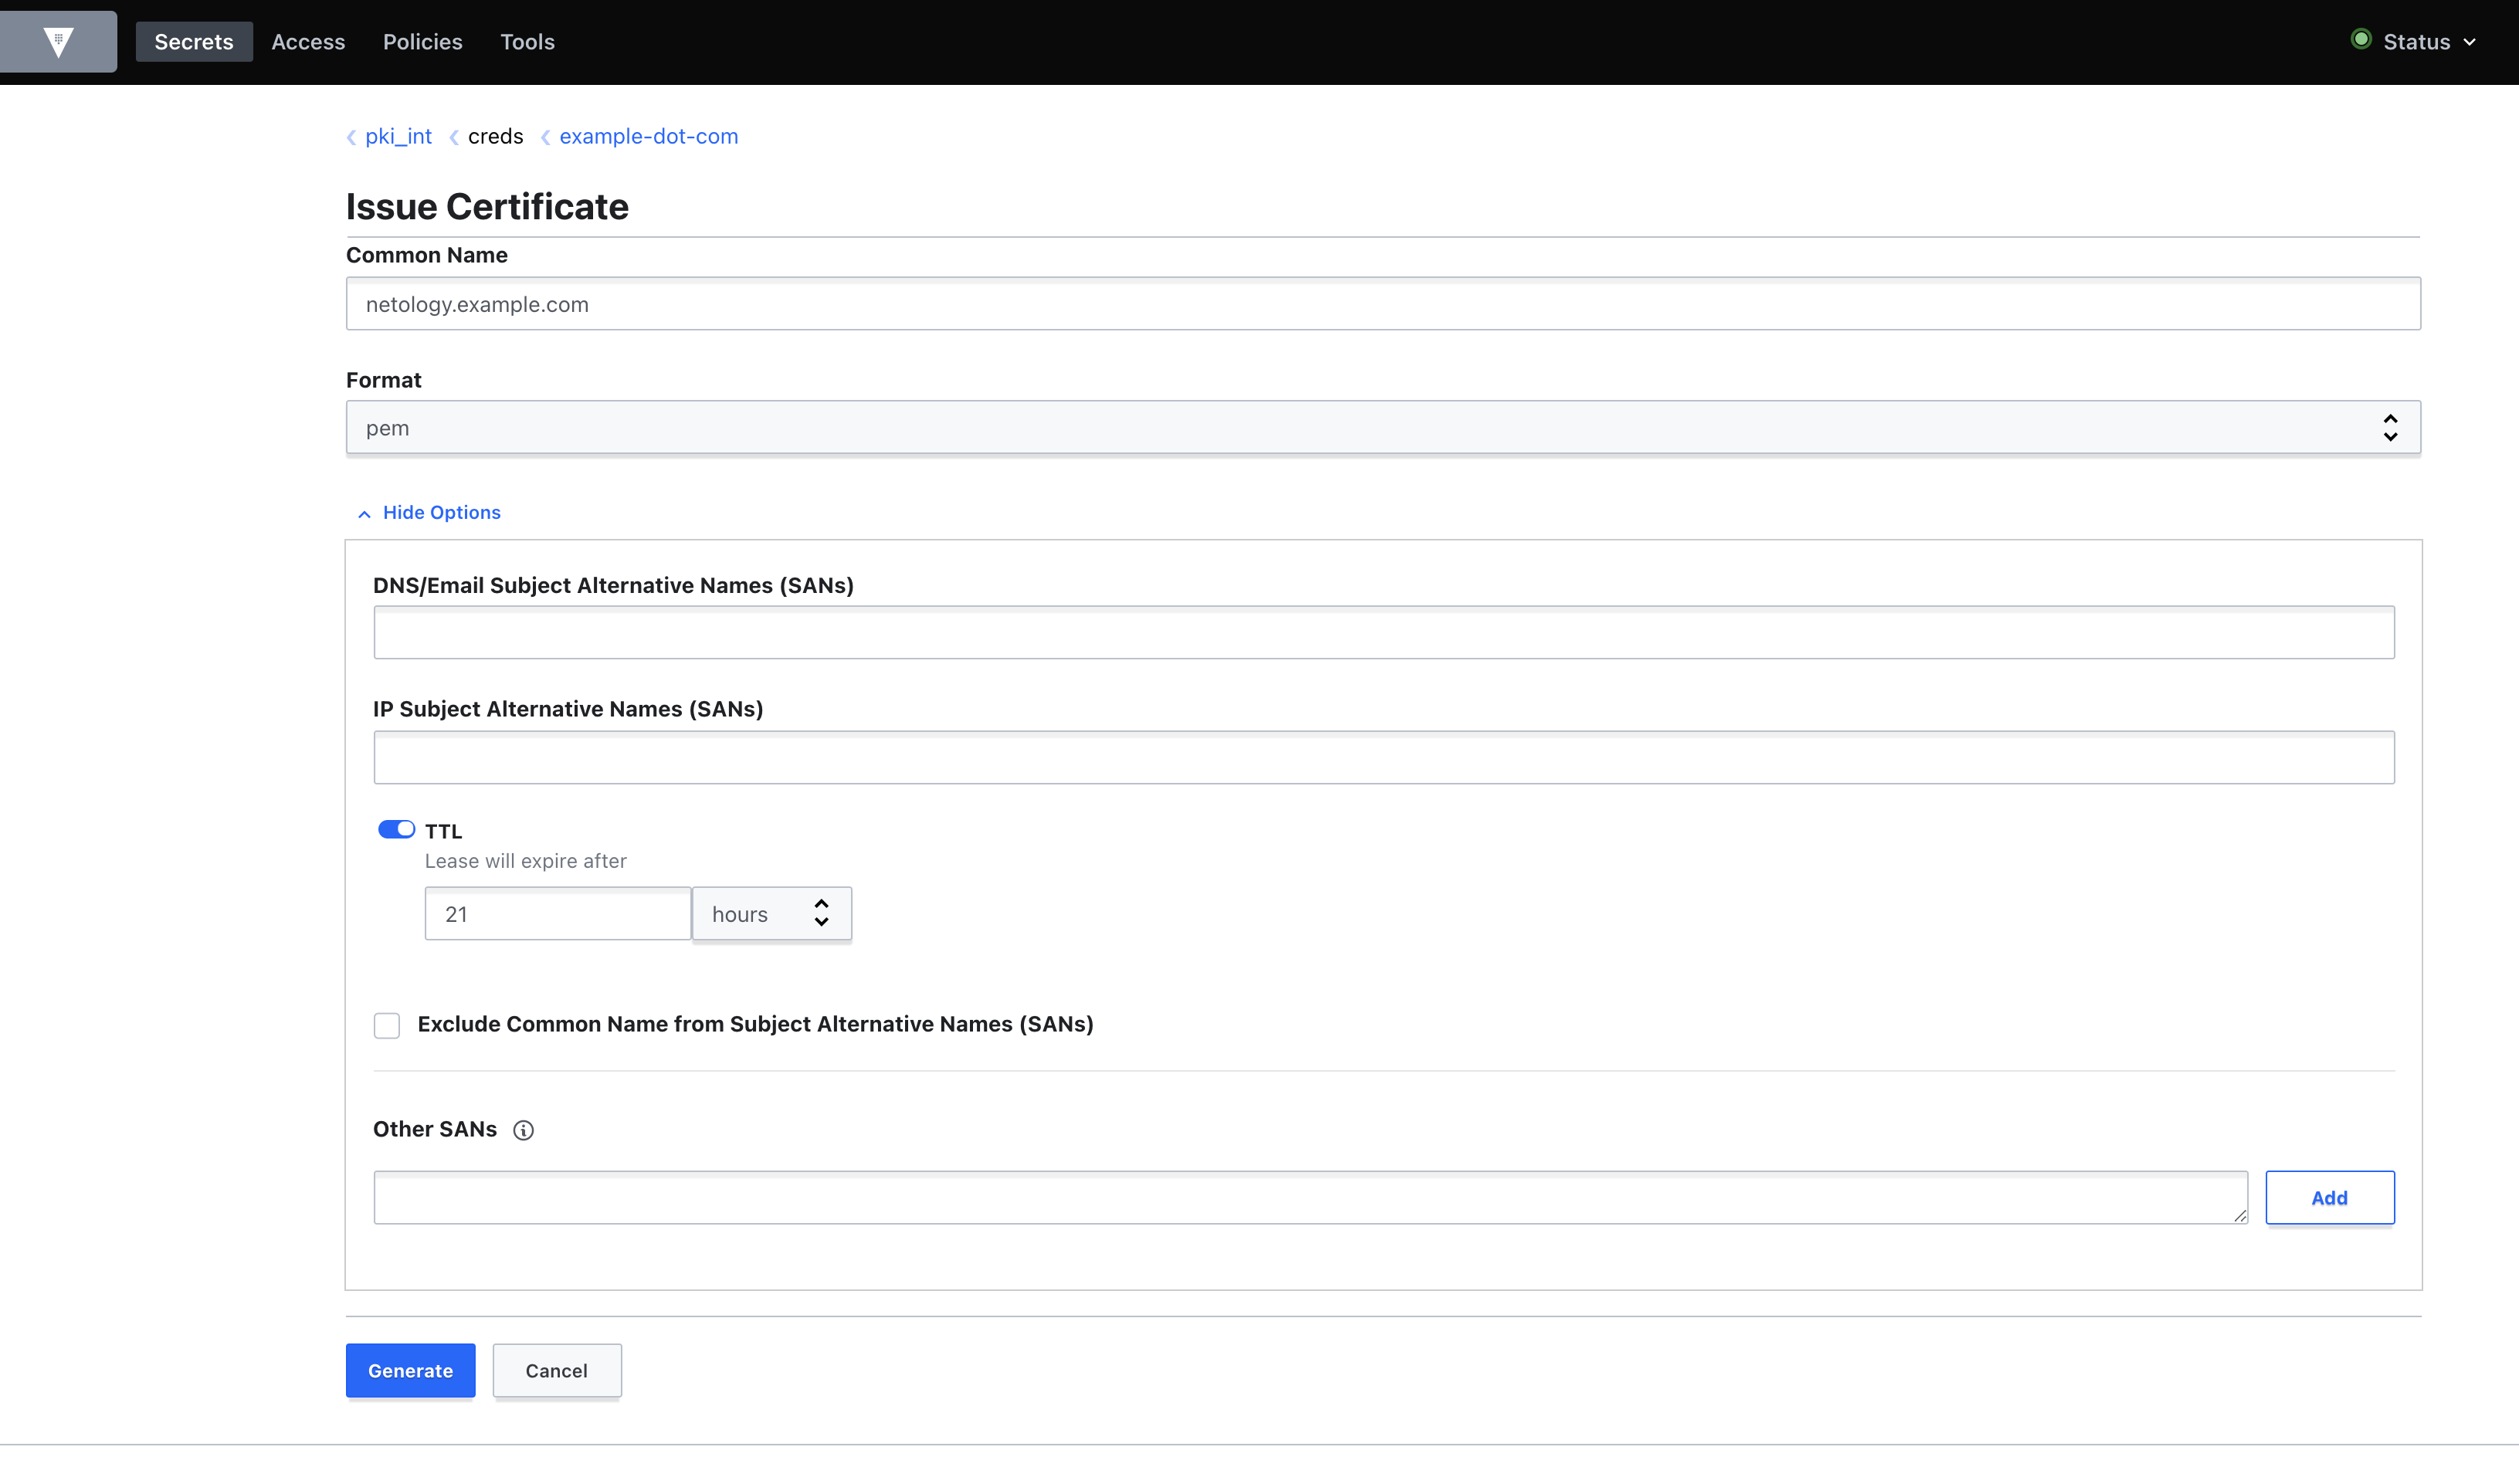 Secrets Access Policies Tools Status
pki_int creds example-dot-com
Issue Certificate
Common Name
netology.example.com
Format
pem
Hide Options
DNS/Email Subject Alternative Names (SANs)
IP Subject Alternative Names (SANs)
TTL
Lease will expire after
21 hours
Exclude Common Name from Subject Alternative Names (SANs)
Other SANs
Add
Generate Cancel